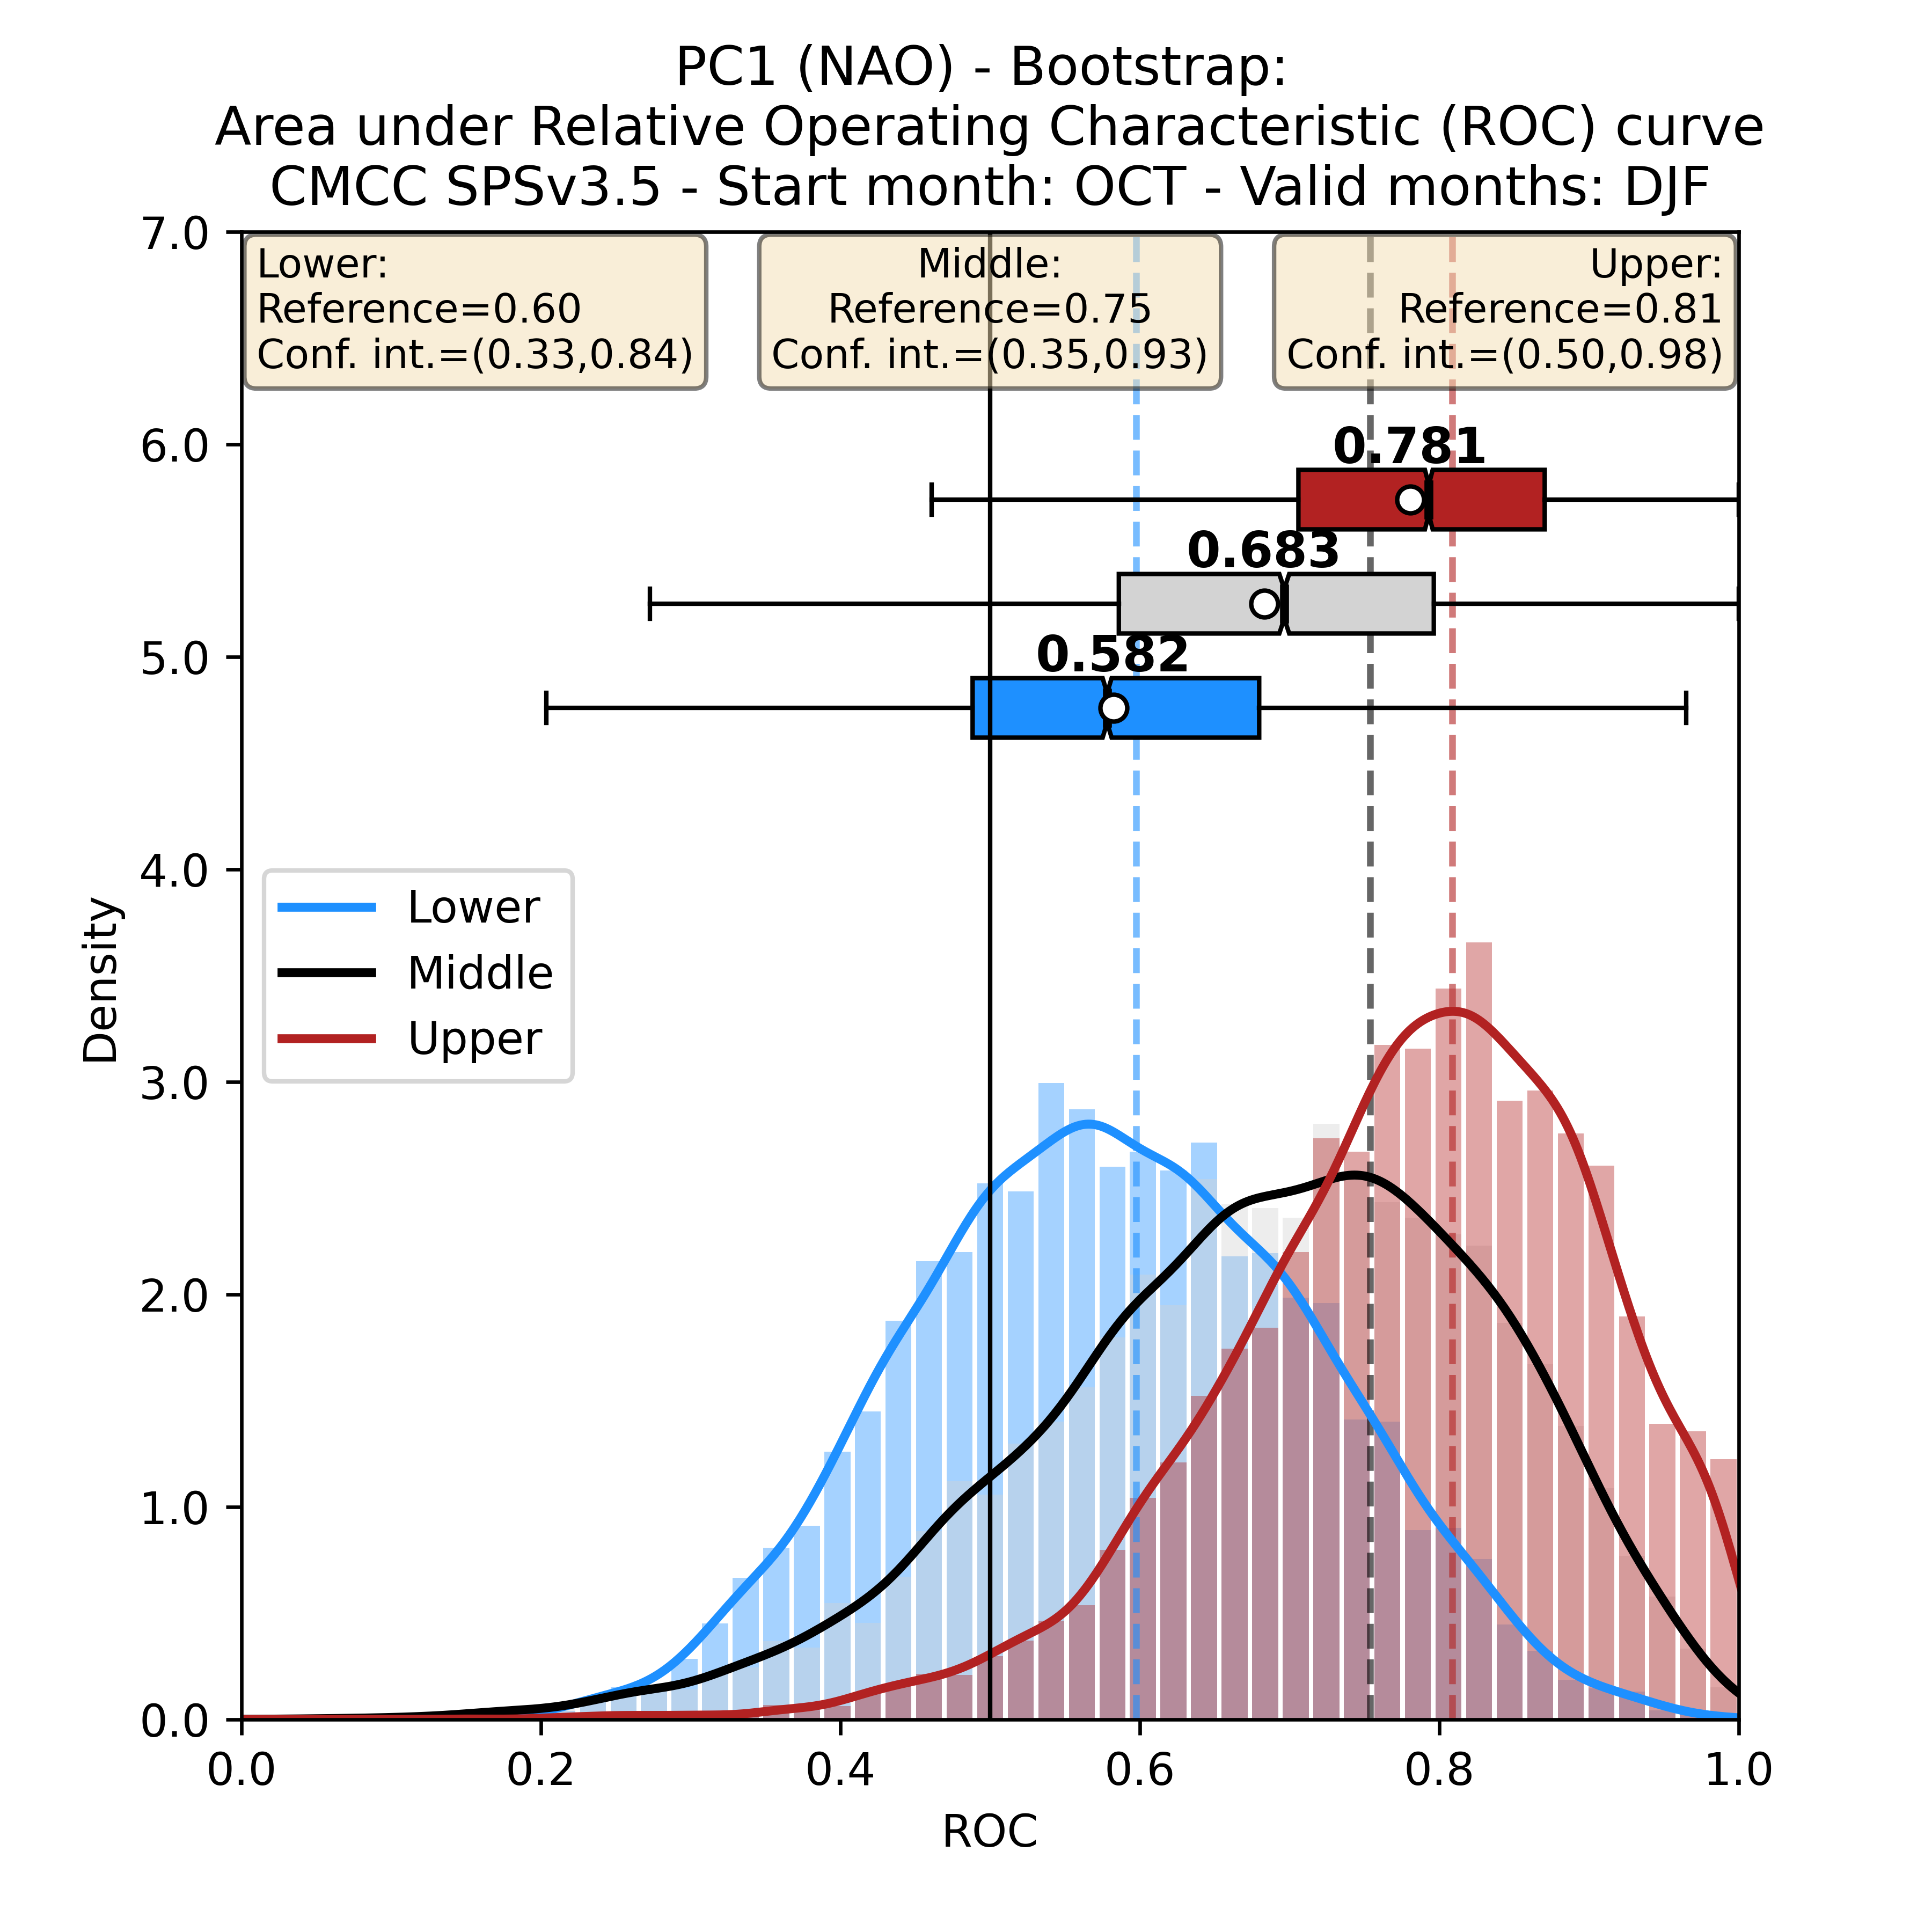 PC1 (NAO) - Bootstrap:
Area under Relative Operating Characteristic (ROC) curve
CMCC SPSv3.5 - Start month: OCT - Valid months: DJF
Lower:
Reference=0.60
Conf. int.=(0.33,0.84)
Middle:
Reference=0.75
Conf. int.=(0.35,0.93)
Upper:
Reference=0.81
Conf. int.=(0.50,0.98)
0.781
0.683
0.582
Lower
Middle
Upper
Density
7.0
6.0
5.0
4.0
3.0
2.0
1.0
0.0
0.0 0.2 0.4 0.6 0.8 1.0
ROC